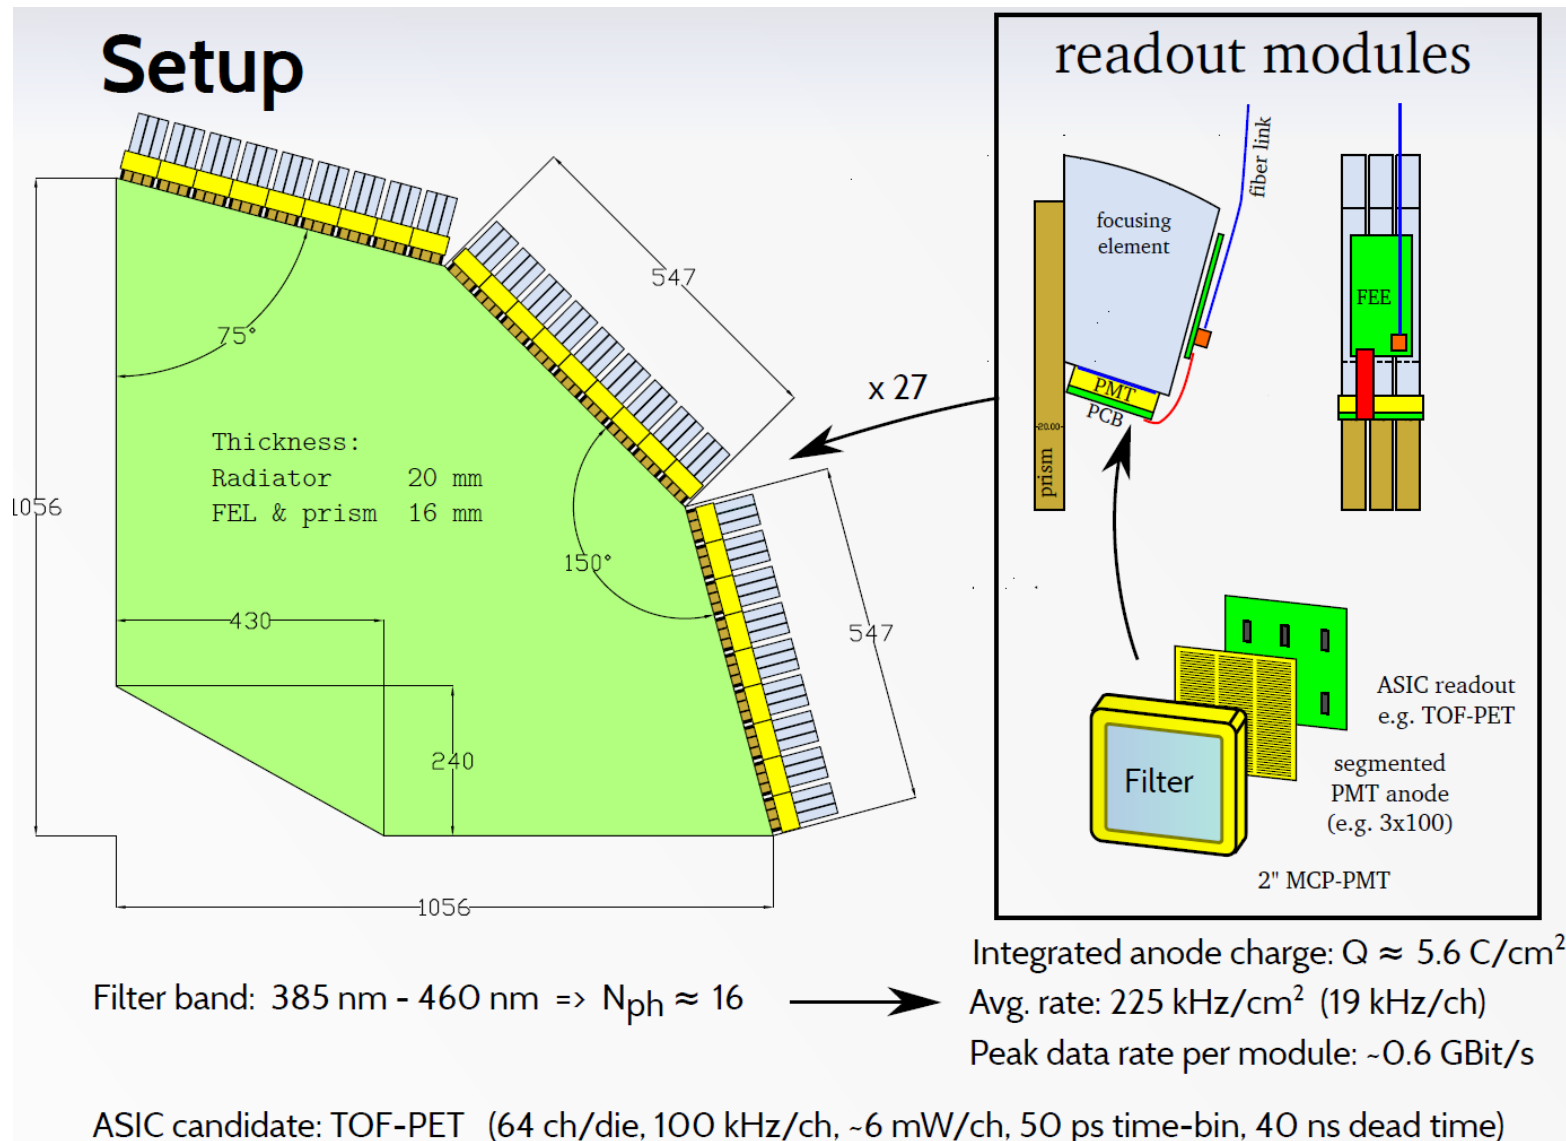 Setup
readout modules
fiber link
focusing
element
FEE
PMT
PCB
20.00
prism
x 27
547
75°
Thickness:
Radiator 20 mm
FEL & prism 16 mm
1056
150°
547
430
240
1056
ASIC readout
e.g. TOF-PET
segmented
PMT anode
(e.g. 3x100)
Filter
2" MCP-PMT
Filter band: 385 nm - 460 nm => Nph ≈ 16
Integrated anode charge: Q ≈ 5.6 C/cm²
Avg. rate: 225 kHz/cm² (19 kHz/ch)
Peak data rate per module: ~0.6 GBit/s
ASIC candidate: TOF-PET (64 ch/die, 100 kHz/ch, ~6 mW/ch, 50 ps time-bin, 40 ns dead time)